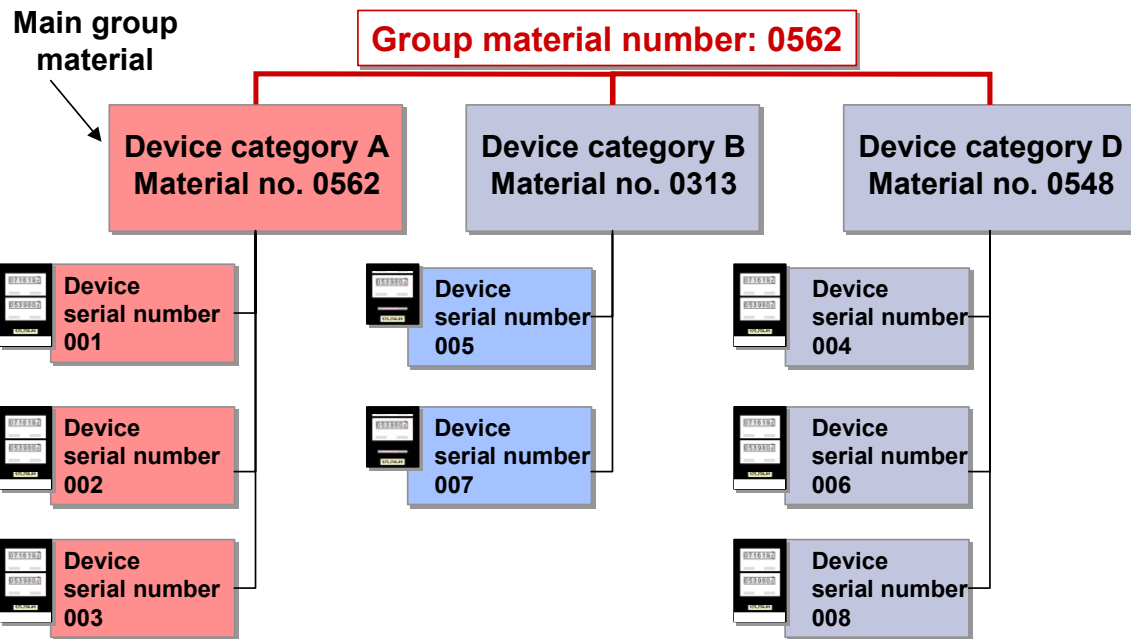 Main group
material
Group material number: 0562
Device category A
Material no. 0562
Device category B
Material no. 0313
Device category D
Material no. 0548
Device
serial number
001
Device
serial number
005
Device
serial number
004
Device
serial number
002
Device
serial number
007
Device
serial number
006
Device
serial number
003
Device
serial number
008